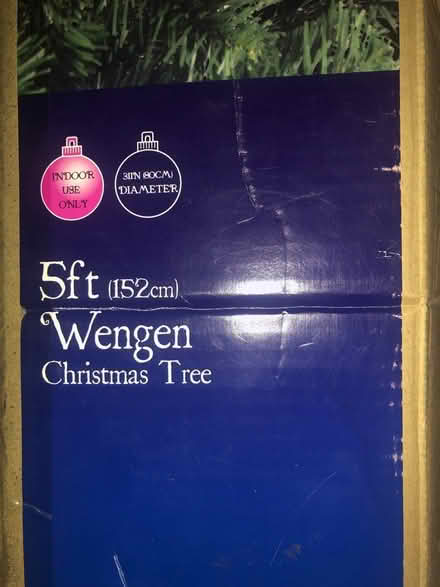 INDOOR
USE
ONLY
31IN (80CM)
DIAMETER
5ft (152cm)
Wengen
Christmas Tree